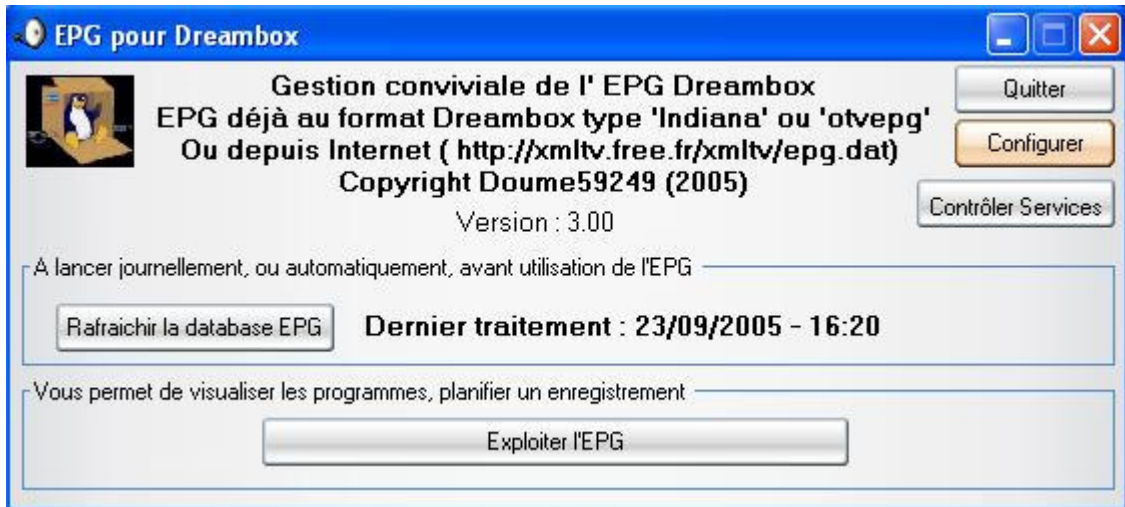 EPG pour Dreambox
Gestion conviviale de l' EPG Dreambox
EPG déjà au format Dreambox type 'Indiana' ou 'otvepg'
Ou depuis Internet ( http://xmltv.free.fr/xmltv/epg.dat)
Copyright Doume59249 (2005)
Version : 3.00
Quitter
Configurer
Contrôler Services
A lancer journellement, ou automatiquement, avant utilisation de l'EPG
Rafraichir la database EPG
Dernier traitement : 23/09/2005 - 16:20
Vous permet de visualiser les programmes, planifier un enregistrement
Exploiter l'EPG